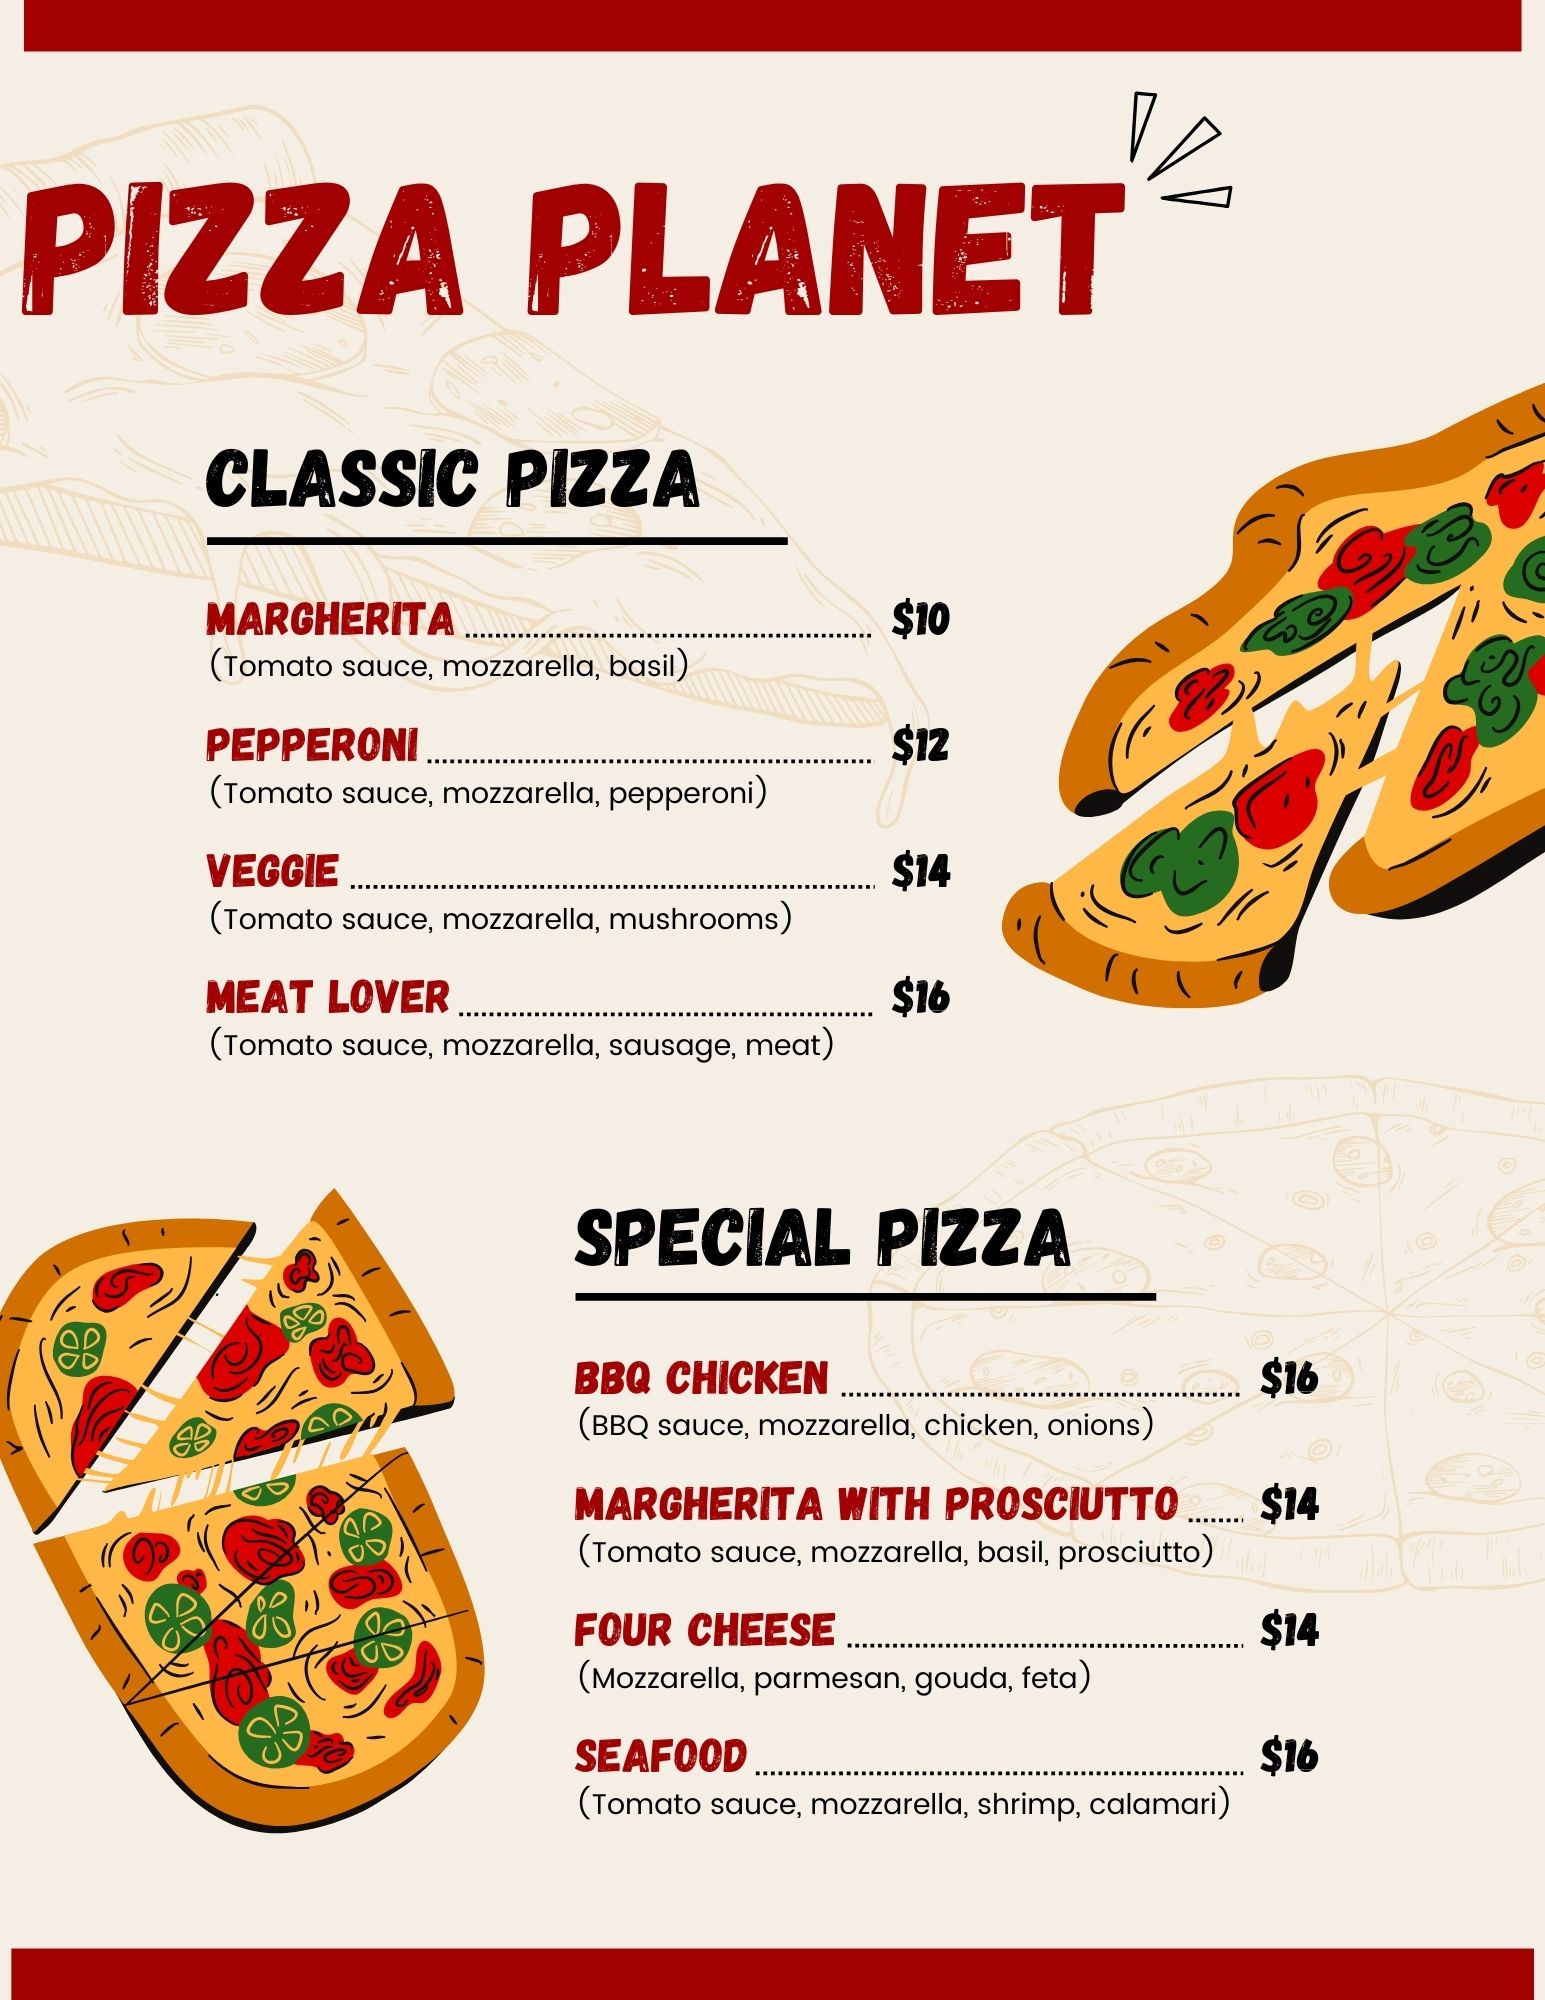 PIZZA PLANET
CLASSIC PIZZA
MARGHERITA ........................ $10
(Tomato sauce, mozzarella, basil)
PEPPERONI ........................ $12
(Tomato sauce, mozzarella, pepperoni)
VEGGIE ........................ $14
(Tomato sauce, mozzarella, mushrooms)
MEAT LOVER ........................ $16
(Tomato sauce, mozzarella, sausage, meat)
SPECIAL PIZZA
BBQ CHICKEN ........................ $16
(BBQ sauce, mozzarella, chicken, onions)
MARGHERITA WITH PROSCIUTTO ...... $14
(Tomato sauce, mozzarella, basil, prosciutto)
FOUR CHEESE ........................ $14
(Mozzarella, parmesan, gouda, feta)
SEAFOOD ........................ $16
(Tomato sauce, mozzarella, shrimp, calamari)